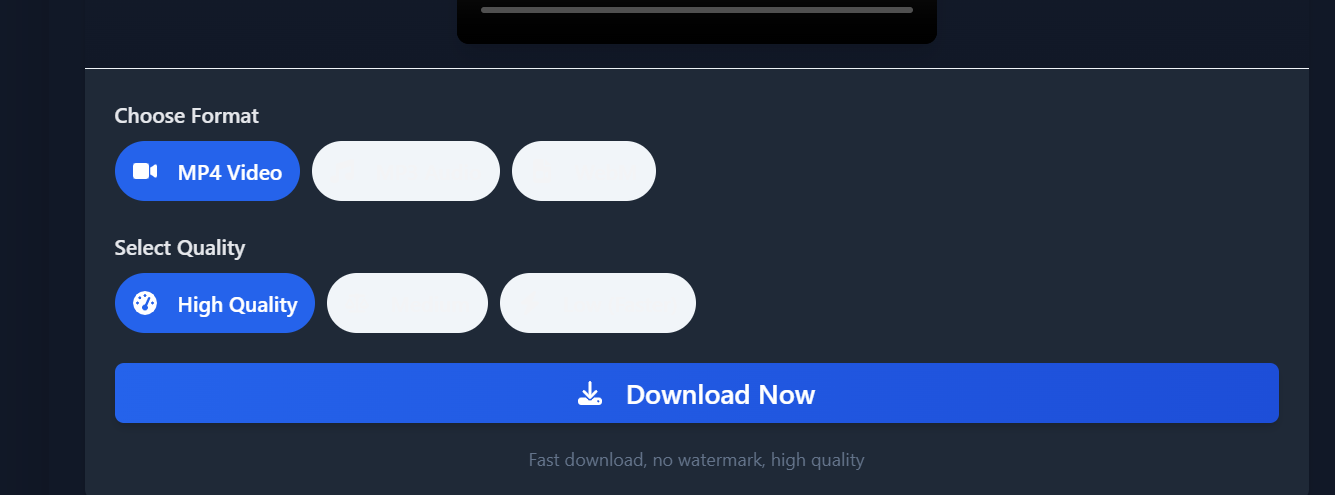 Choose Format
MP4 Video
Select Quality
High Quality
Download Now
Fast download, no watermark, high quality